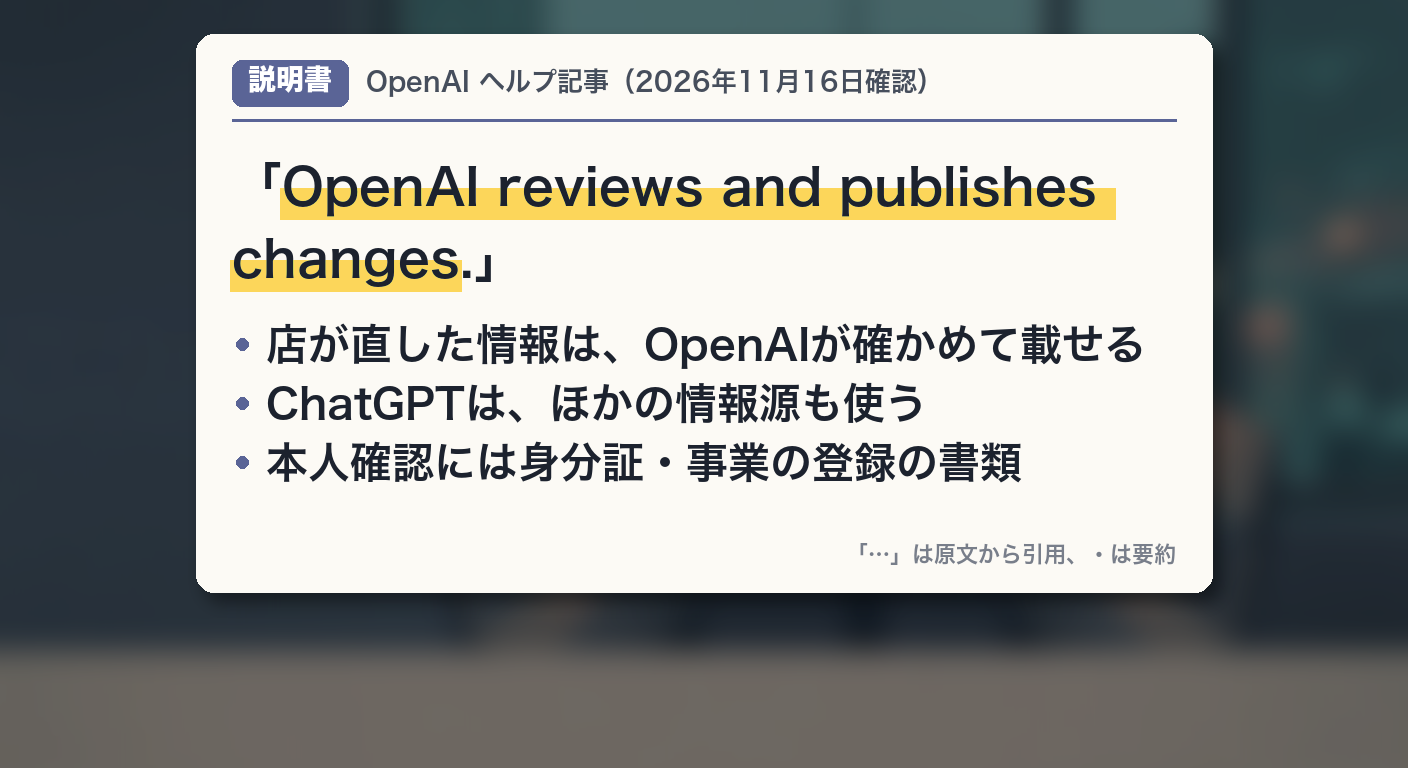 説明書 OpenAI ヘルプ記事（2026年11月16日確認）
「OpenAI reviews and publishes
changes.」
・店が直した情報は、OpenAIが確かめて載せる
・ChatGPTは、ほかの情報源も使う
・本人確認には身分証・事業の登録の書類
「…」は原文から引用、・は要約